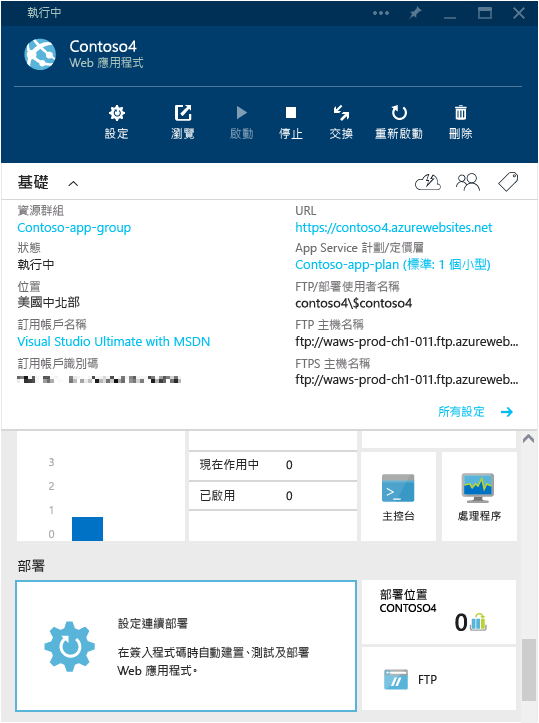 執行中
Contoso4
Web 應用程式
設定 瀏覽 啟動 停止 交換 重新啟動 刪除
基礎
資源群組
Contoso-app-group
狀態
執行中
位置
美國中北部
訂用帳戶名稱
Visual Studio Ultimate with MSDN
訂用帳戶識別碼
URL
https://contoso4.azurewebsites.net
App Service 計劃/定價層
Contoso-app-plan (標準: 1 個小型)
FTP/部署使用者名稱
contoso4\$contoso4
FTP 主機名稱
ftp://waws-prod-ch1-011.ftp.azureweb...
FTPS 主機名稱
ftp://waws-prod-ch1-011.ftp.azureweb...
所有設定
3
2
1
0
現在作用中 0
已啟用 0
主控台
處理程序
部署
設定連續部署
在簽入程式碼時自動建置、測試及部署
Web 應用程式。
部署位置
CONTOSO4
0
FTP